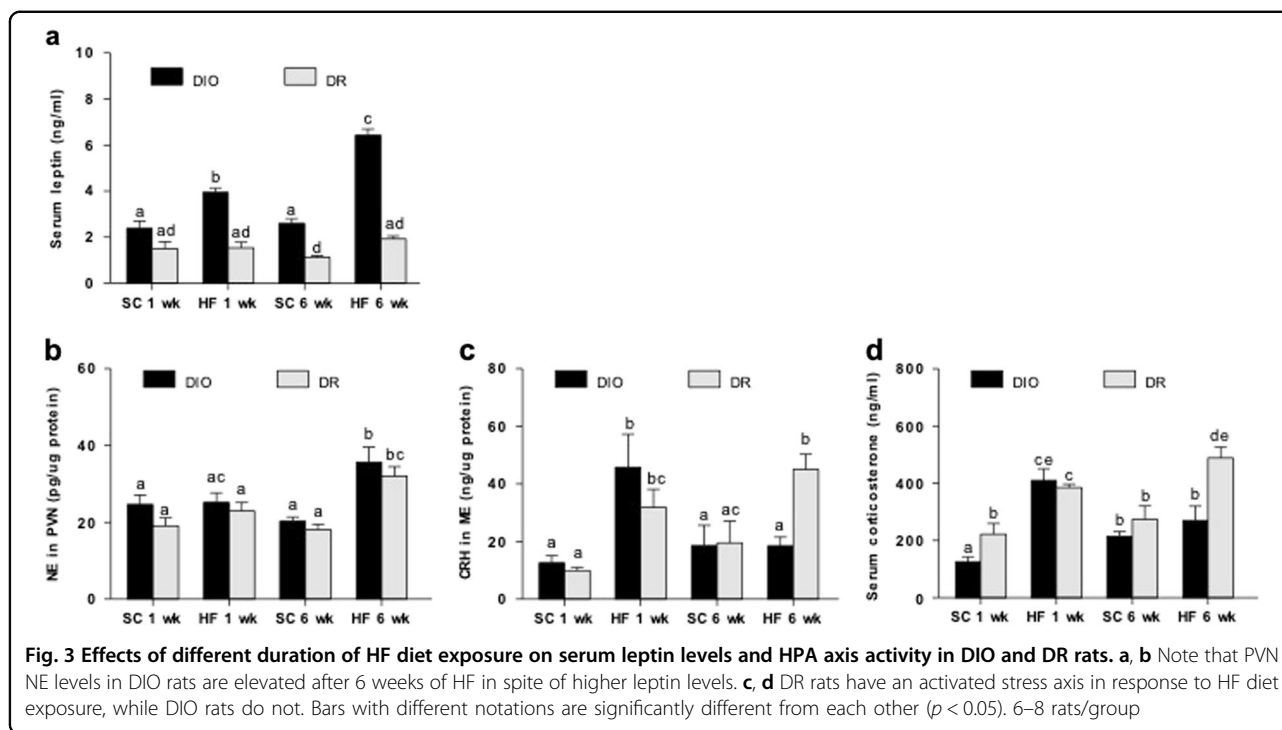 a
10
8
6
4
2
0
Serum leptin (ng/ml)
DIO DR
a ad b ad a d c ad
SC 1 wk HF 1 wk SC 6 wk HF 6 wk
b
60
40
20
0
NE in PVN (pg/ug protein)
DIO DR
a a ac a a a b bc
SC 1 wk HF 1 wk SC 6 wk HF 6 wk
c
80
60
40
20
0
CRH in ME (ng/ug protein)
DIO DR
a a b bc a ac a b
SC 1 wk HF 1 wk SC 6 wk HF 6 wk
d
800
600
400
200
0
Serum corticosterone (ng/ml)
DIO DR
a b ce c b b b de
SC 1 wk HF 1 wk SC 6 wk HF 6 wk
Fig. 3 Effects of different duration of HF diet exposure on serum leptin levels and HPA axis activity in DIO and DR rats. a, b Note that PVN
NE levels in DIO rats are elevated after 6 weeks of HF in spite of higher leptin levels. c, d DR rats have an activated stress axis in response to HF diet
exposure, while DIO rats do not. Bars with different notations are significantly different from each other (p < 0.05). 6–8 rats/group